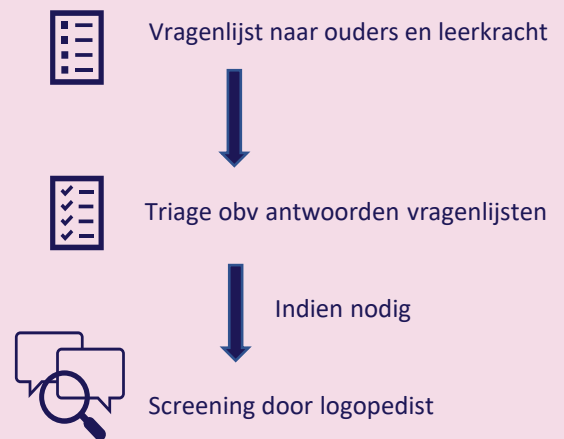 Vragenlijst naar ouders en leerkracht
Triage obv antwoorden vragenlijsten
Indien nodig
Screening door logopedist